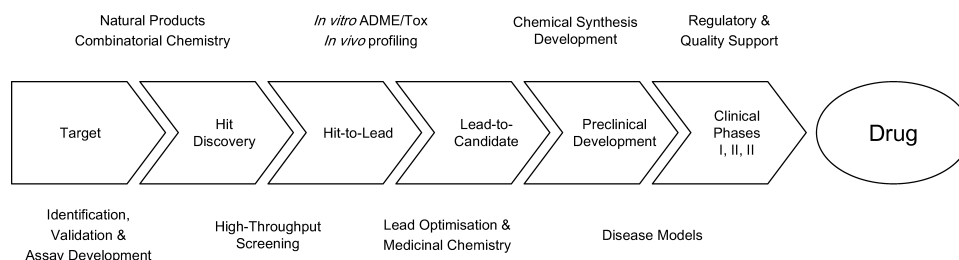 Natural Products
Combinatorial Chemistry
In vitro ADME/Tox
In vivo profiling
Chemical Synthesis
Development
Regulatory &
Quality Support
Target
Hit
Discovery
Hit-to-Lead
Lead-to-
Candidate
Preclinical
Development
Clinical
Phases
I, II, II
Drug
Identification,
Validation &
Assay Development
High-Throughput
Screening
Lead Optimisation &
Medicinal Chemistry
Disease Models